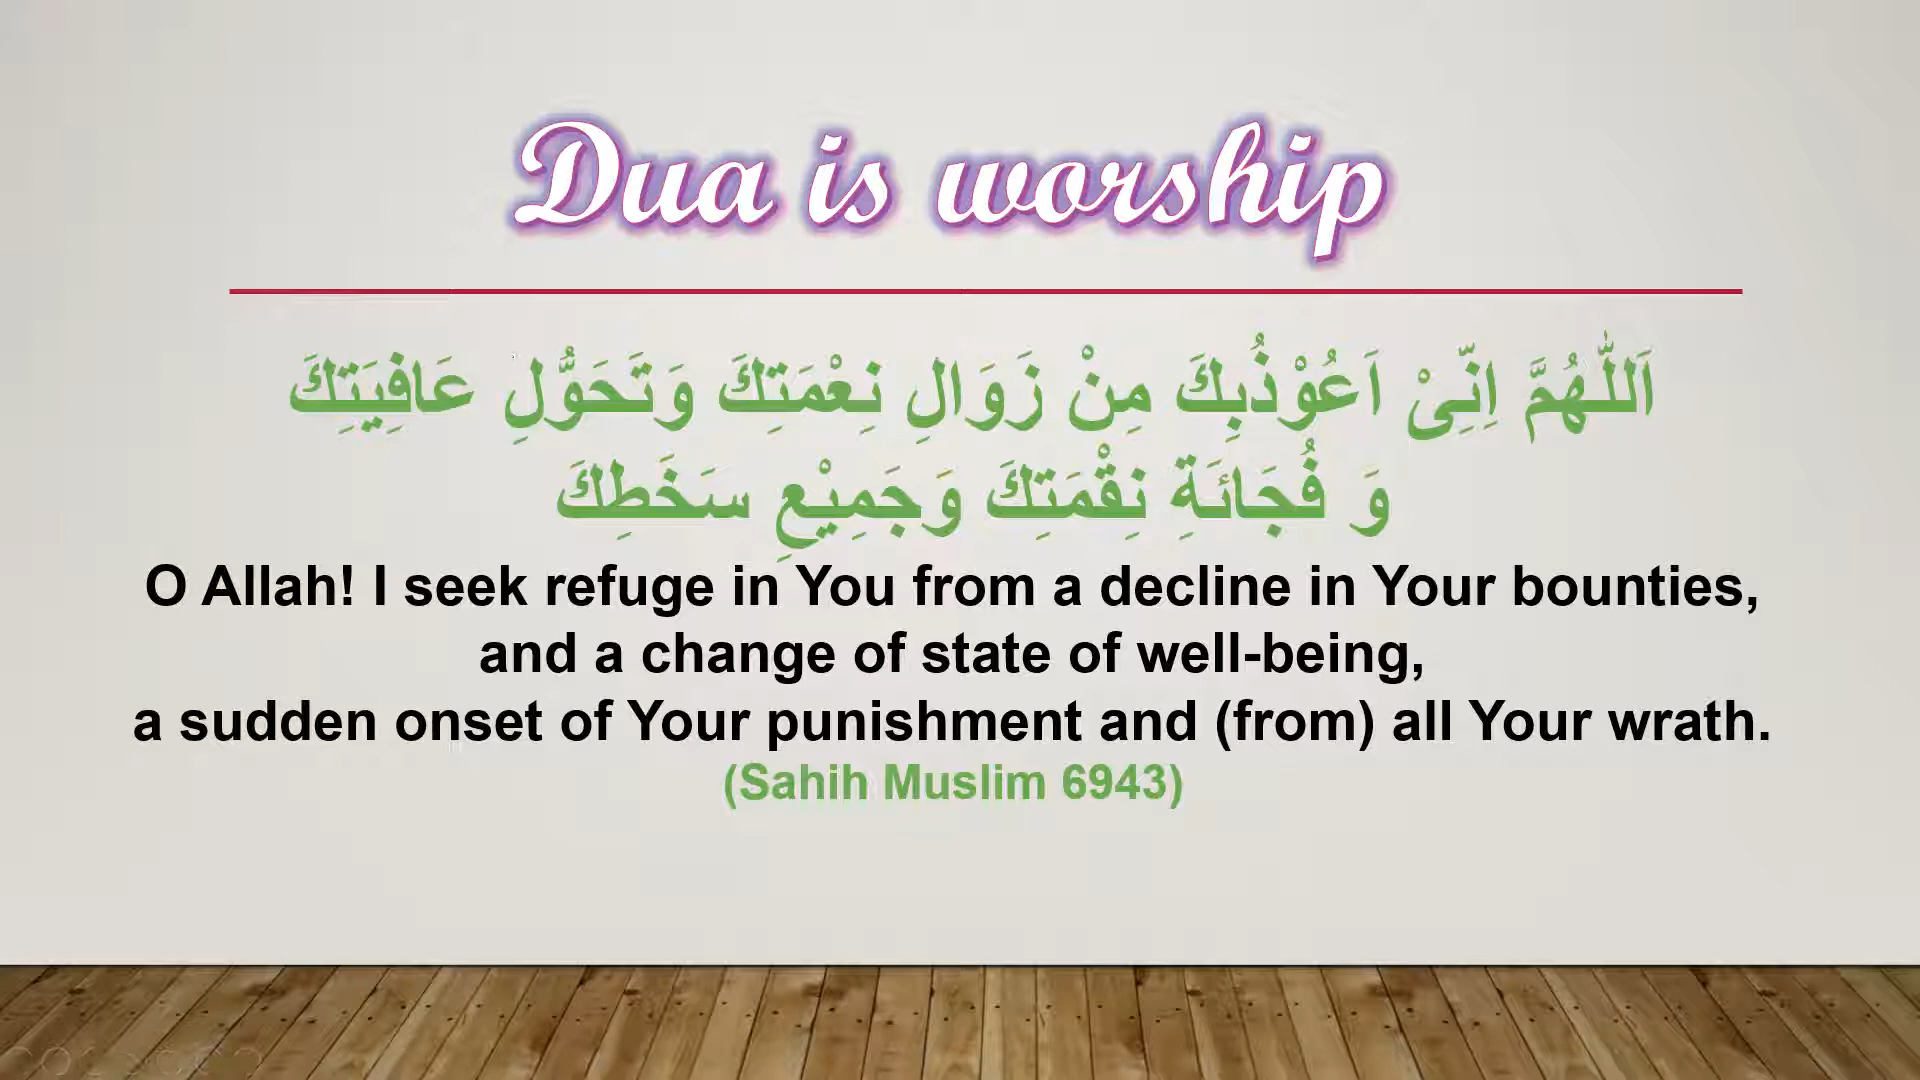 Dua is worship
اَللّٰهُمَّ اِنِّیْ اَعُوْذُبِكَ مِنْ زَوَالِ نِعْمَتِكَ وَتَحَوُّلِ عَافِيَتِكَ
وَ فُجَائَةِ نِقْمَتِكَ وَجَمِيْعِ سَخَطِكَ
O Allah! I seek refuge in You from a decline in Your bounties,
and a change of state of well-being,
a sudden onset of Your punishment and (from) all Your wrath.
(Sahih Muslim 6943)